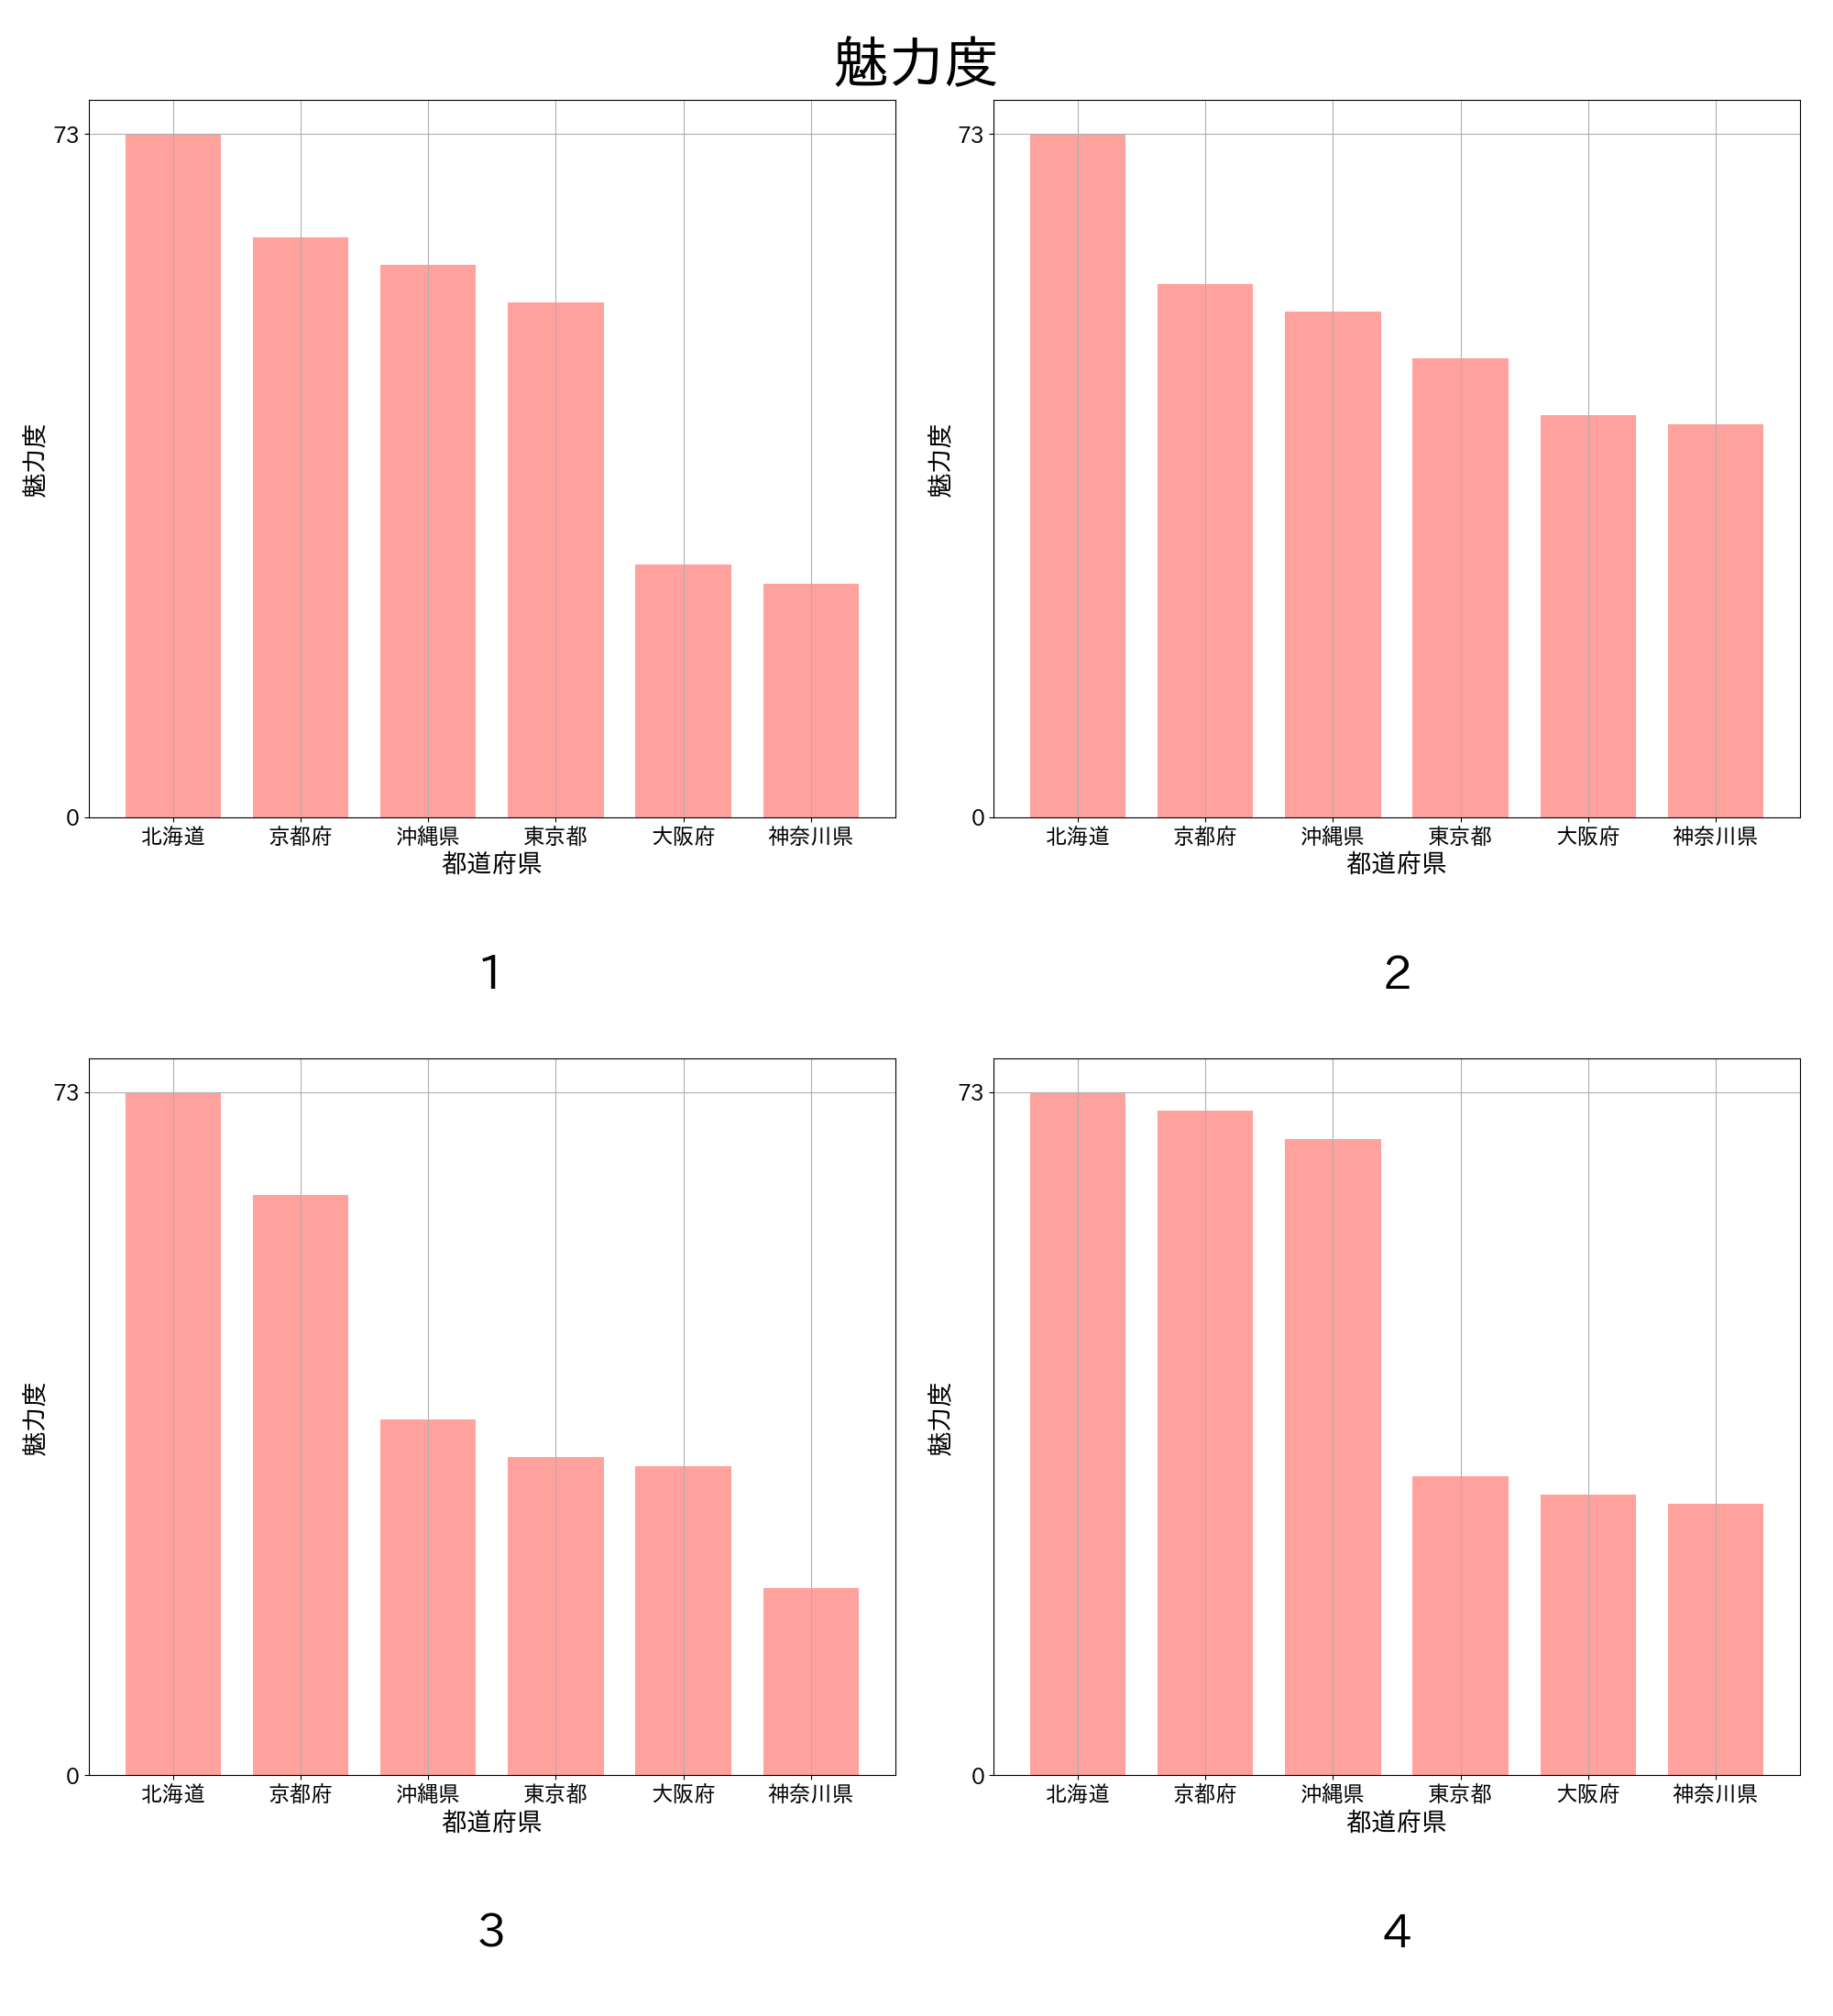 魅力度
73
0
魅力度
北海道 京都府 沖縄県 東京都 大阪府 神奈川県
都道府県
1
73
0
魅力度
北海道 京都府 沖縄県 東京都 大阪府 神奈川県
都道府県
2
73
0
魅力度
北海道 京都府 沖縄県 東京都 大阪府 神奈川県
都道府県
3
73
0
魅力度
北海道 京都府 沖縄県 東京都 大阪府 神奈川県
都道府県
4